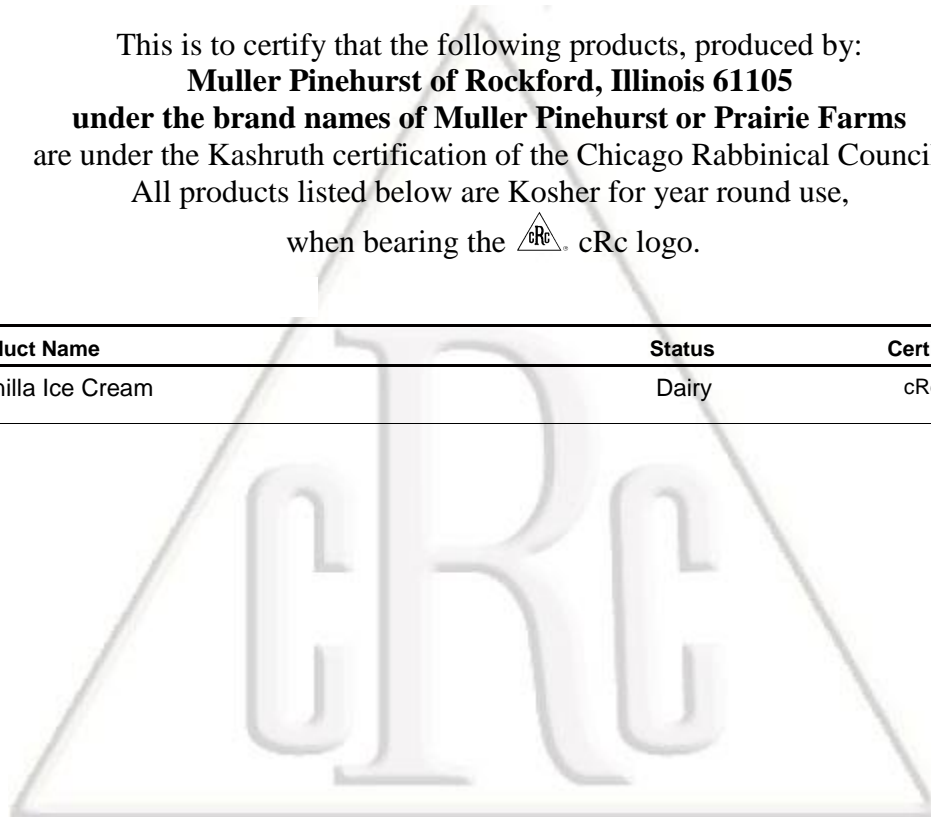 This is to certify that the following products, produced by:
Muller Pinehurst of Rockford, Illinois 61105
under the brand names of Muller Pinehurst or Prairie Farms
are under the Kashruth certification of the Chicago Rabbinical Counci
All products listed below are Kosher for year round use,
when bearing the cRc cRc logo.
duct Name Status Cert
nilla Ice Cream Dairy cR
cRc